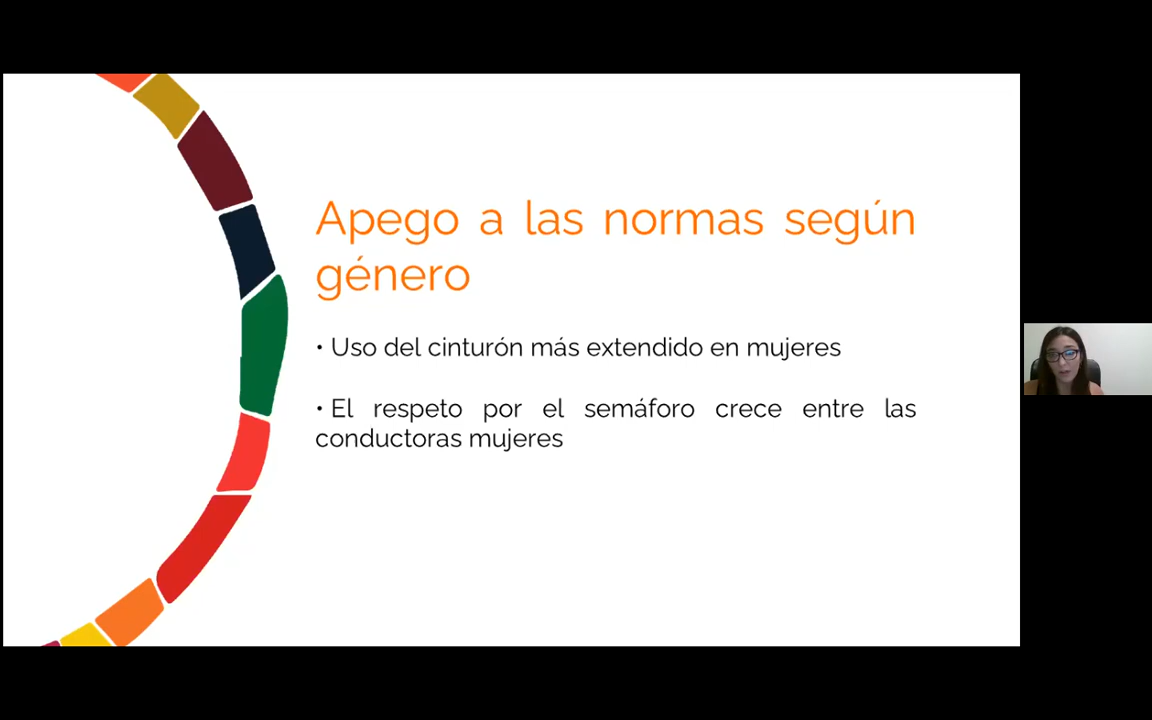 Apego a las normas según
género
• Uso del cinturón más extendido en mujeres
• El respeto por el semáforo crece entre las
conductoras mujeres